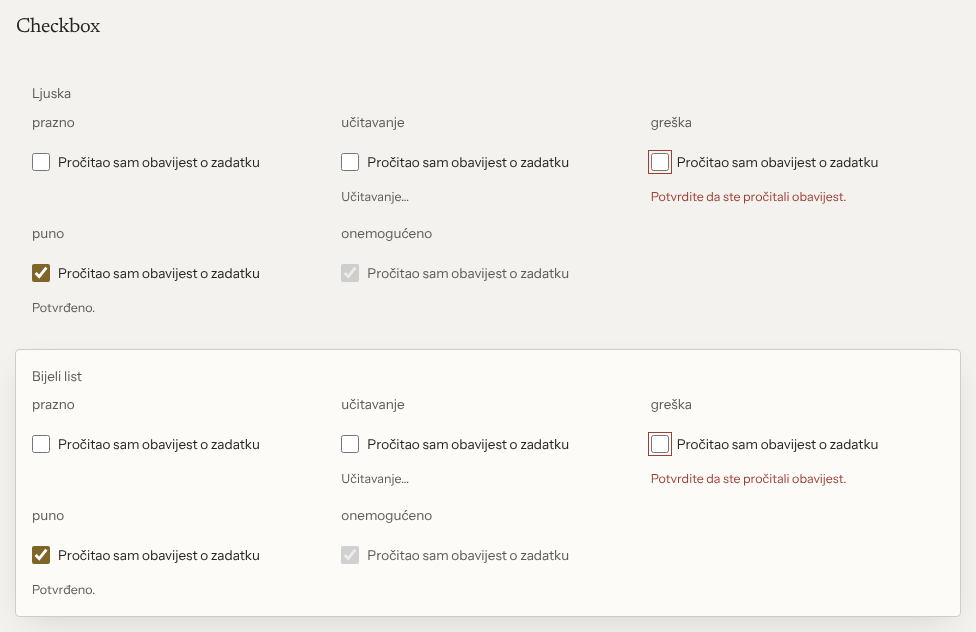 Checkbox
Ljuska
prazno
učitavanje
greška
Pročitao sam obavijest o zadatku
Pročitao sam obavijest o zadatku
Pročitao sam obavijest o zadatku
Učitavanje…
Potvrdite da ste pročitali obavijest.
puno
onemogućeno
Pročitao sam obavijest o zadatku
Pročitao sam obavijest o zadatku
Potvrđeno.
Bijeli list
prazno
učitavanje
greška
Pročitao sam obavijest o zadatku
Pročitao sam obavijest o zadatku
Pročitao sam obavijest o zadatku
Učitavanje…
Potvrdite da ste pročitali obavijest.
puno
onemogućeno
Pročitao sam obavijest o zadatku
Pročitao sam obavijest o zadatku
Potvrđeno.